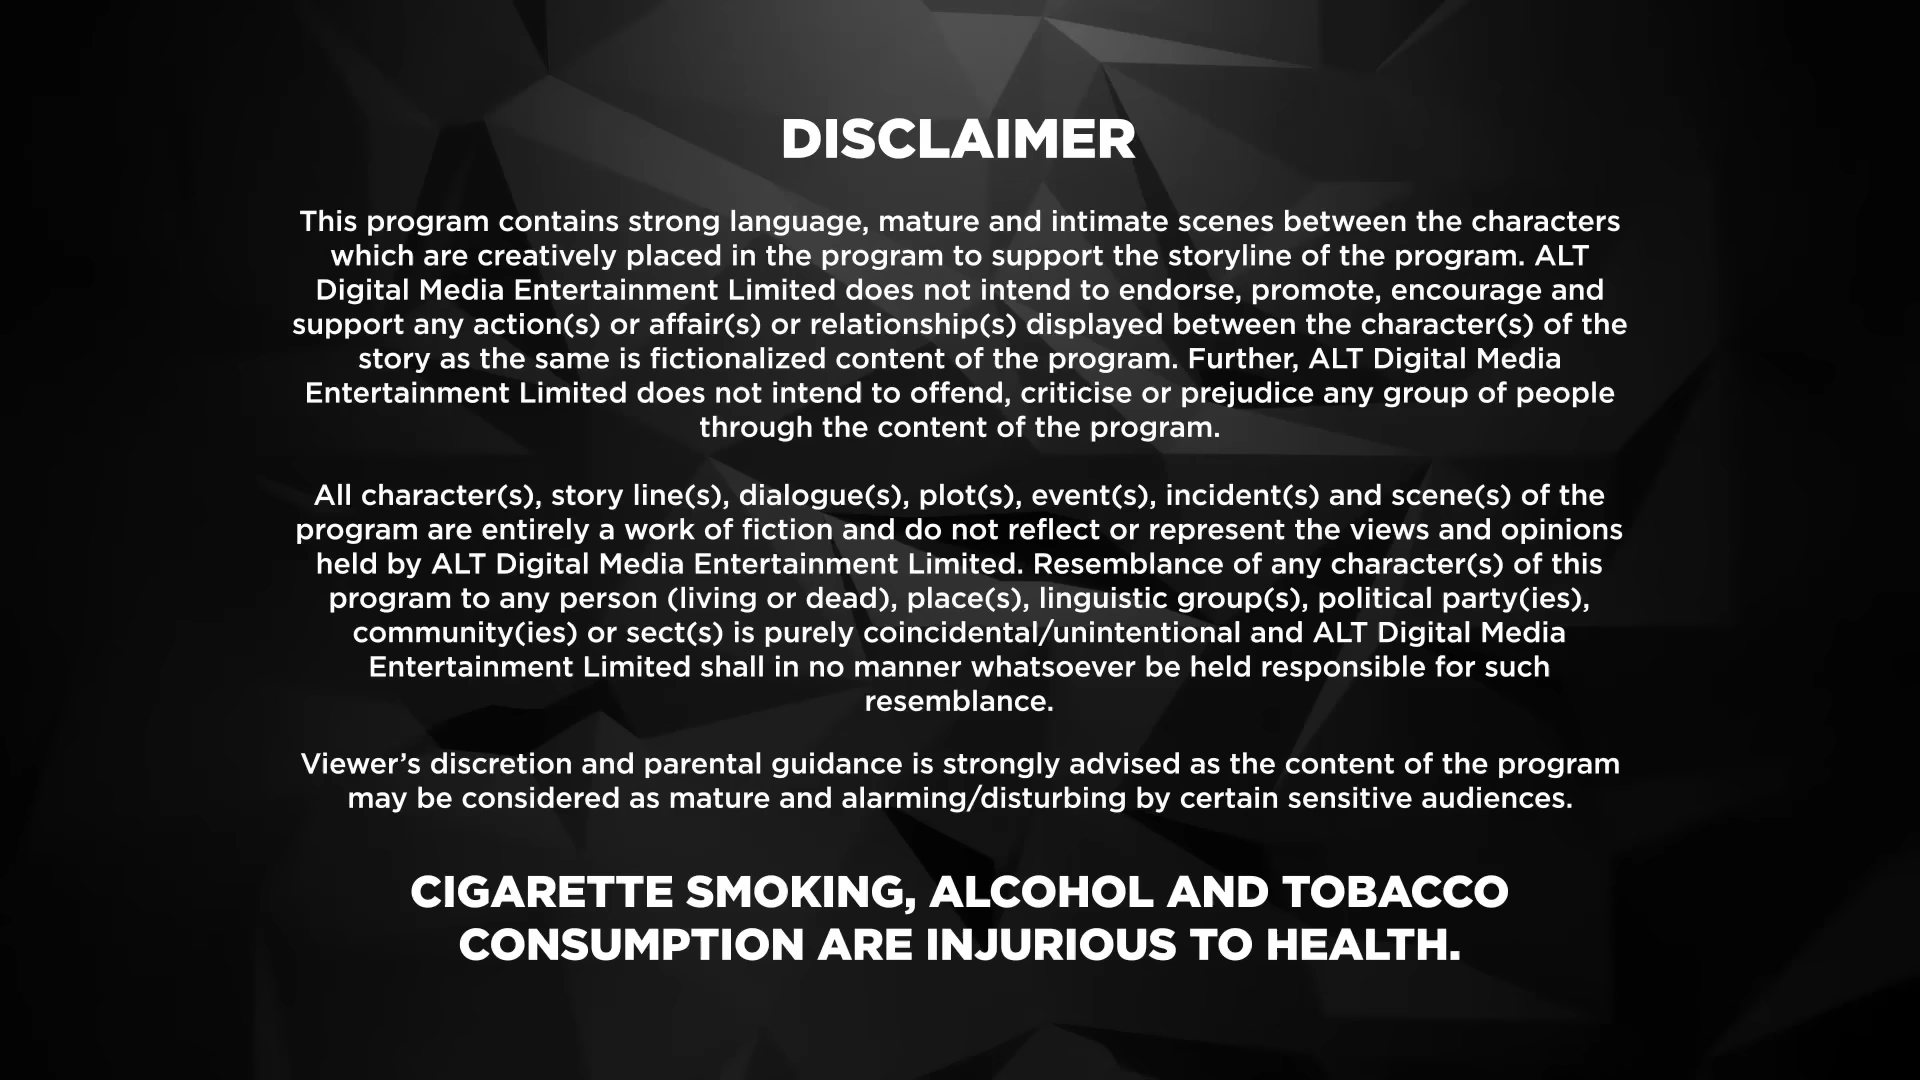 DISCLAIMER
This program contains strong language, mature and intimate scenes between the characters
which are creatively placed in the program to support the storyline of the program. ALT
Digital Media Entertainment Limited does not intend to endorse, promote, encourage and
support any action(s) or affair(s) or relationship(s) displayed between the character(s) of the
story as the same is fictionalized content of the program. Further, ALT Digital Media
Entertainment Limited does not intend to offend, criticise or prejudice any group of people
through the content of the program.
All character(s), story line(s), dialogue(s), plot(s), event(s), incident(s) and scene(s) of the
program are entirely a work of fiction and do not reflect or represent the views and opinions
held by ALT Digital Media Entertainment Limited. Resemblance of any character(s) of this
program to any person (living or dead), place(s), linguistic group(s), political party(ies),
community(ies) or sect(s) is purely coincidental/unintentional and ALT Digital Media
Entertainment Limited shall in no manner whatsoever be held responsible for such
resemblance.
Viewer’s discretion and parental guidance is strongly advised as the content of the program
may be considered as mature and alarming/disturbing by certain sensitive audiences.
CIGARETTE SMOKING, ALCOHOL AND TOBACCO
CONSUMPTION ARE INJURIOUS TO HEALTH.